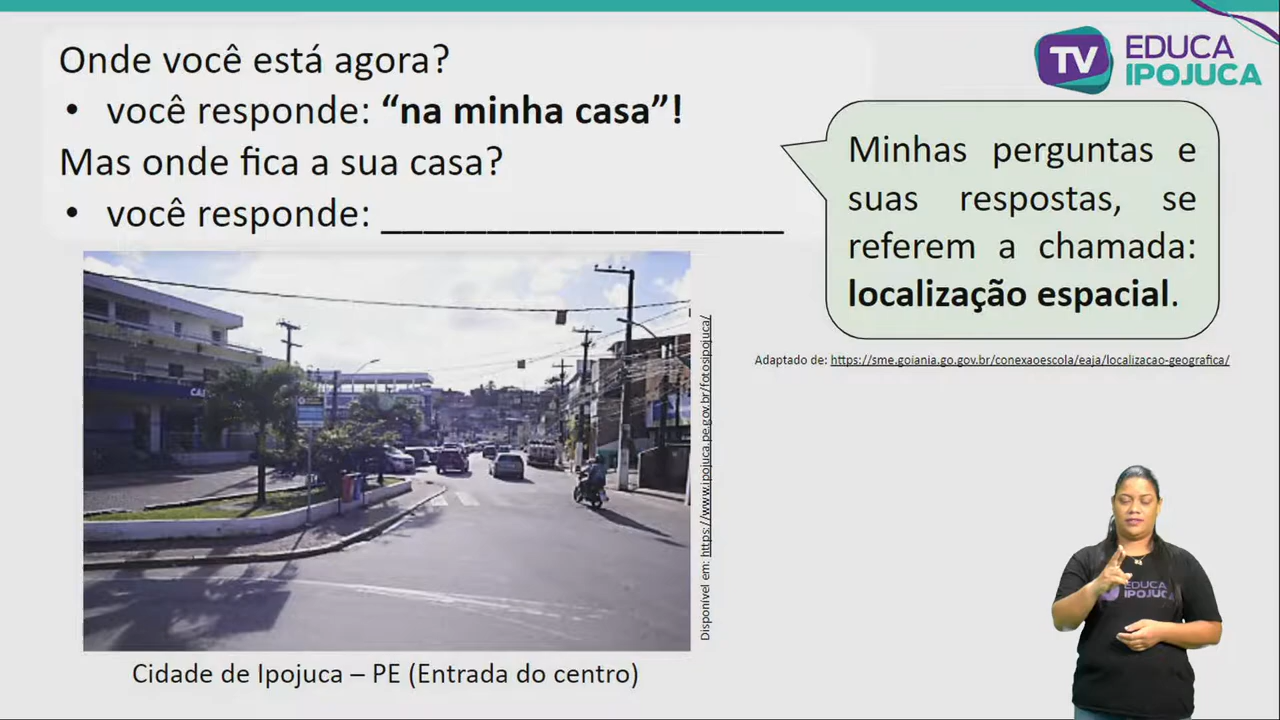 Onde você está agora?
• você responde: “na minha casa”!
Mas onde fica a sua casa?
• você responde: ____________________
TV EDUCA
IPOJUCA
Minhas perguntas e
suas respostas, se
referem a chamada:
localização espacial.
Adaptado de: https://sme.goiania.go.gov.br/conexaoescola/eaja/localizacao-geografica/
Disponível em: https://www.ipojuca.pe.gov.br/fotosipojuca/
Cidade de Ipojuca – PE (Entrada do centro)
EDUCA
IPOJUCA